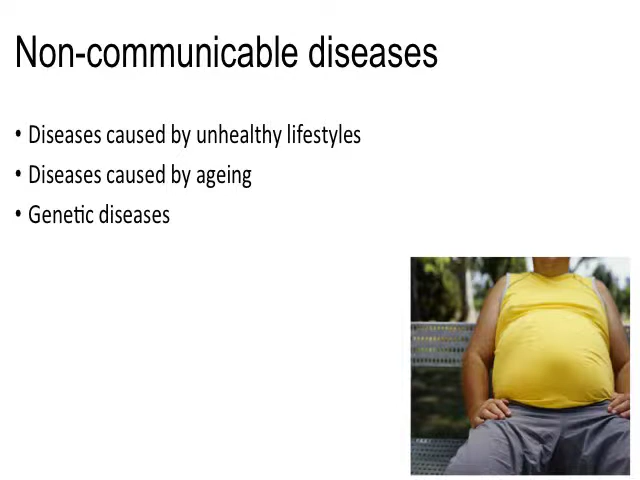 Non-communicable diseases
• Diseases caused by unhealthy lifestyles
• Diseases caused by ageing
• Genetic diseases